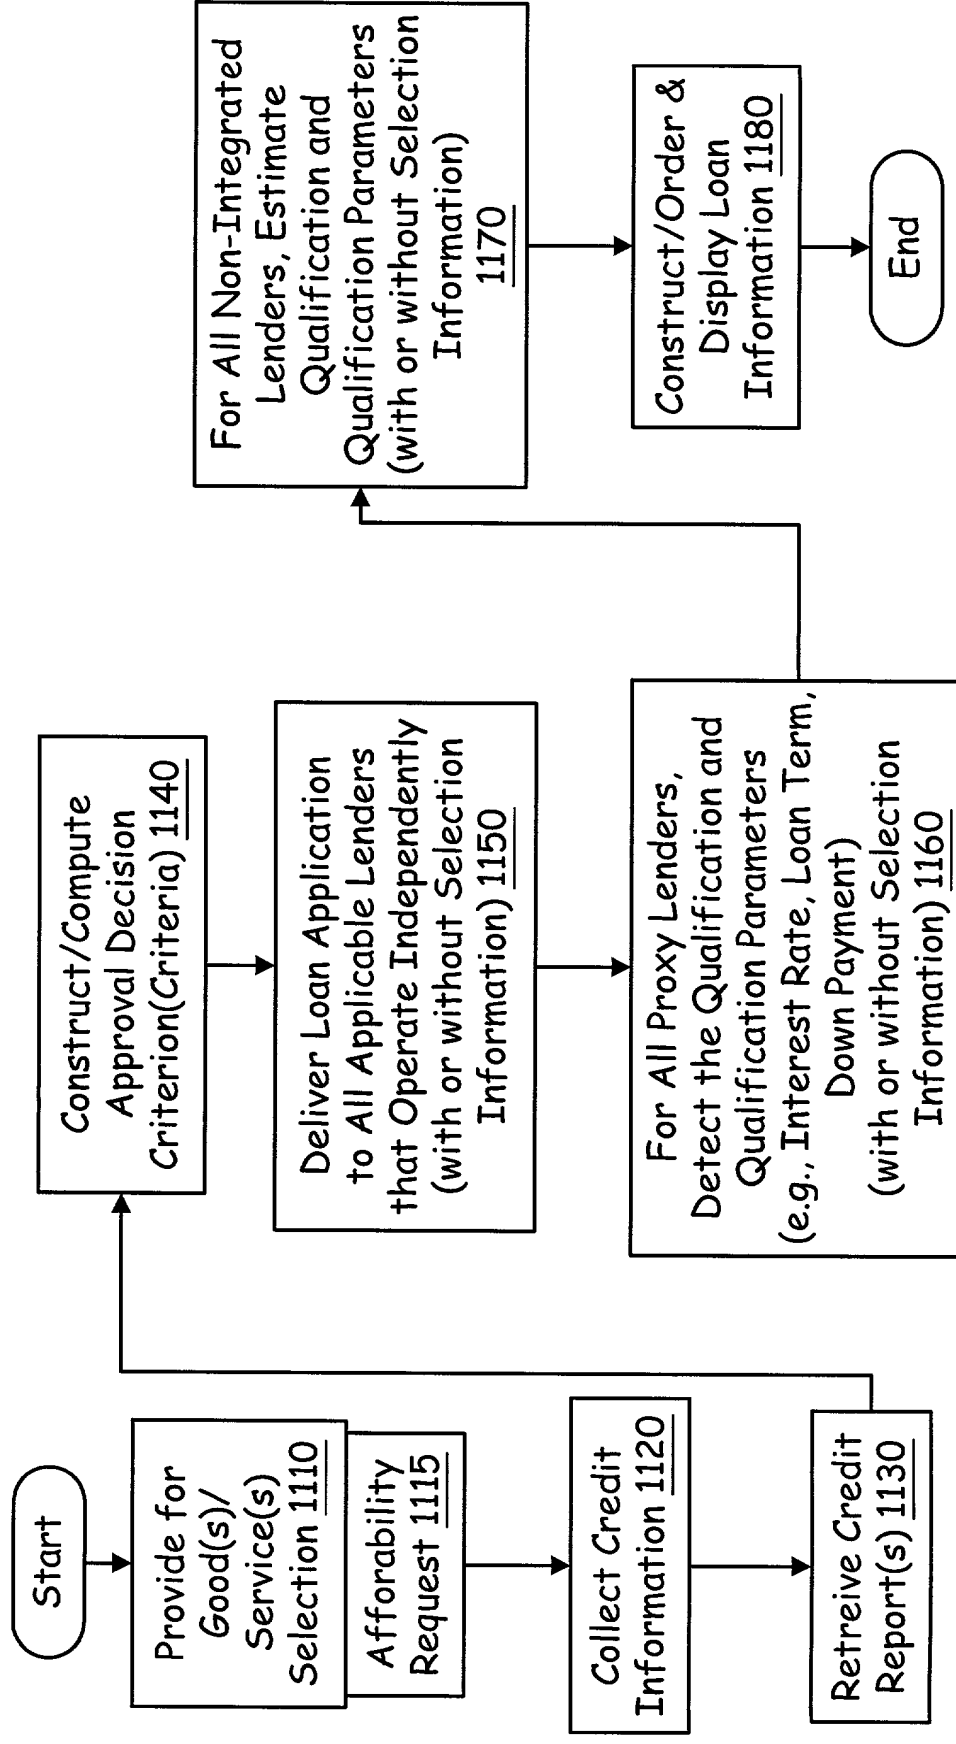 Start
Provide for
Good(s)/
Service(s)
Selection 1110
Afforability
Request 1115
Collect Credit
Information 1120
Retreive Credit
Report(s) 1130
Construct/Compute
Approval Decision
Criterion(Criteria) 1140
Deliver Loan Application
to All Applicable Lenders
that Operate Independently
(with or without Selection
Information) 1150
For All Proxy Lenders,
Detect the Qualification and
Qualification Parameters
(e.g., Interest Rate, Loan Term,
Down Payment)
(with or without Selection
Information) 1160
For All Non-Integrated
Lenders, Estimate
Qualification and
Qualification Parameters
(with or without Selection
Information)
1170
Construct/Order &
Display Loan
Information 1180
End